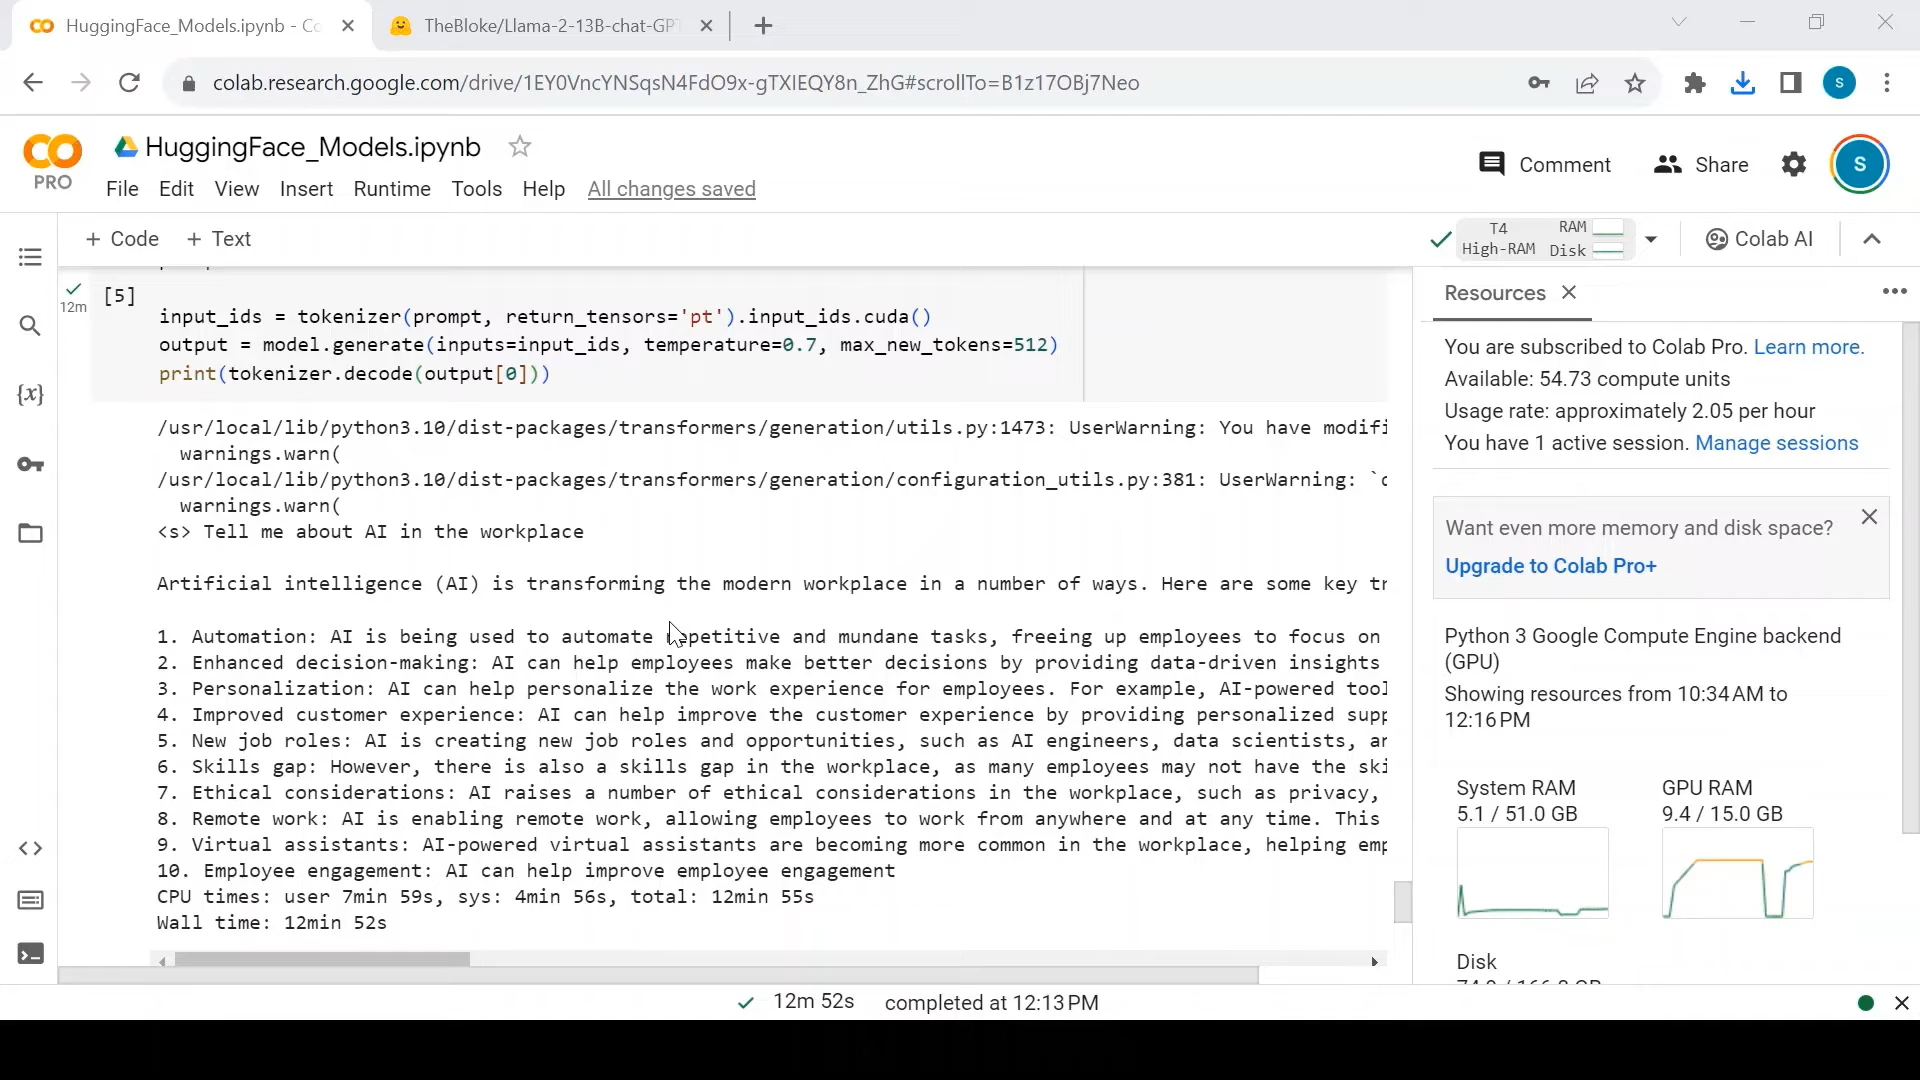 HuggingFace_Models.ipynb - Co
TheBloke/Llama-2-13B-chat-GPT
colab.research.google.com/drive/1EY0VncYNSqsN4FdO9x-gTXIEQY8n_ZhG#scrollTo=B1z17OBj7Neo
S
PRO
HuggingFace_Models.ipynb
File Edit View Insert Runtime Tools Help All changes saved
Comment
Share
S
+ Code + Text
T4
High-RAM
RAM
Disk
Colab AI
12m
[5]
input_ids = tokenizer(prompt, return_tensors='pt').input_ids.cuda()
output = model.generate(inputs=input_ids, temperature=0.7, max_new_tokens=512)
print(tokenizer.decode(output[0]))
/usr/local/lib/python3.10/dist-packages/transformers/generation/utils.py:1473: UserWarning: You have modifi
warnings.warn(
/usr/local/lib/python3.10/dist-packages/transformers/generation/configuration_utils.py:381: UserWarning: `
warnings.warn(
<s> Tell me about AI in the workplace
Artificial intelligence (AI) is transforming the modern workplace in a number of ways. Here are some key tr
1. Automation: AI is being used to automate repetitive and mundane tasks, freeing up employees to focus on
2. Enhanced decision-making: AI can help employees make better decisions by providing data-driven insights
3. Personalization: AI can help personalize the work experience for employees. For example, AI-powered tool
4. Improved customer experience: AI can help improve the customer experience by providing personalized supp
5. New job roles: AI is creating new job roles and opportunities, such as AI engineers, data scientists, an
6. Skills gap: However, there is also a skills gap in the workplace, as many employees may not have the ski
7. Ethical considerations: AI raises a number of ethical considerations in the workplace, such as privacy,
8. Remote work: AI is enabling remote work, allowing employees to work from anywhere and at any time. This
9. Virtual assistants: AI-powered virtual assistants are becoming more common in the workplace, helping emp
10. Employee engagement: AI can help improve employee engagement
CPU times: user 7min 59s, sys: 4min 56s, total: 12min 55s
Wall time: 12min 52s
Resources
You are subscribed to Colab Pro. Learn more.
Available: 54.73 compute units
Usage rate: approximately 2.05 per hour
You have 1 active session. Manage sessions
Want even more memory and disk space?
Upgrade to Colab Pro+
Python 3 Google Compute Engine backend
(GPU)
Showing resources from 10:34 AM to
12:16 PM
System RAM
5.1 / 51.0 GB
GPU RAM
9.4 / 15.0 GB
Disk
12m 52s completed at 12:13 PM